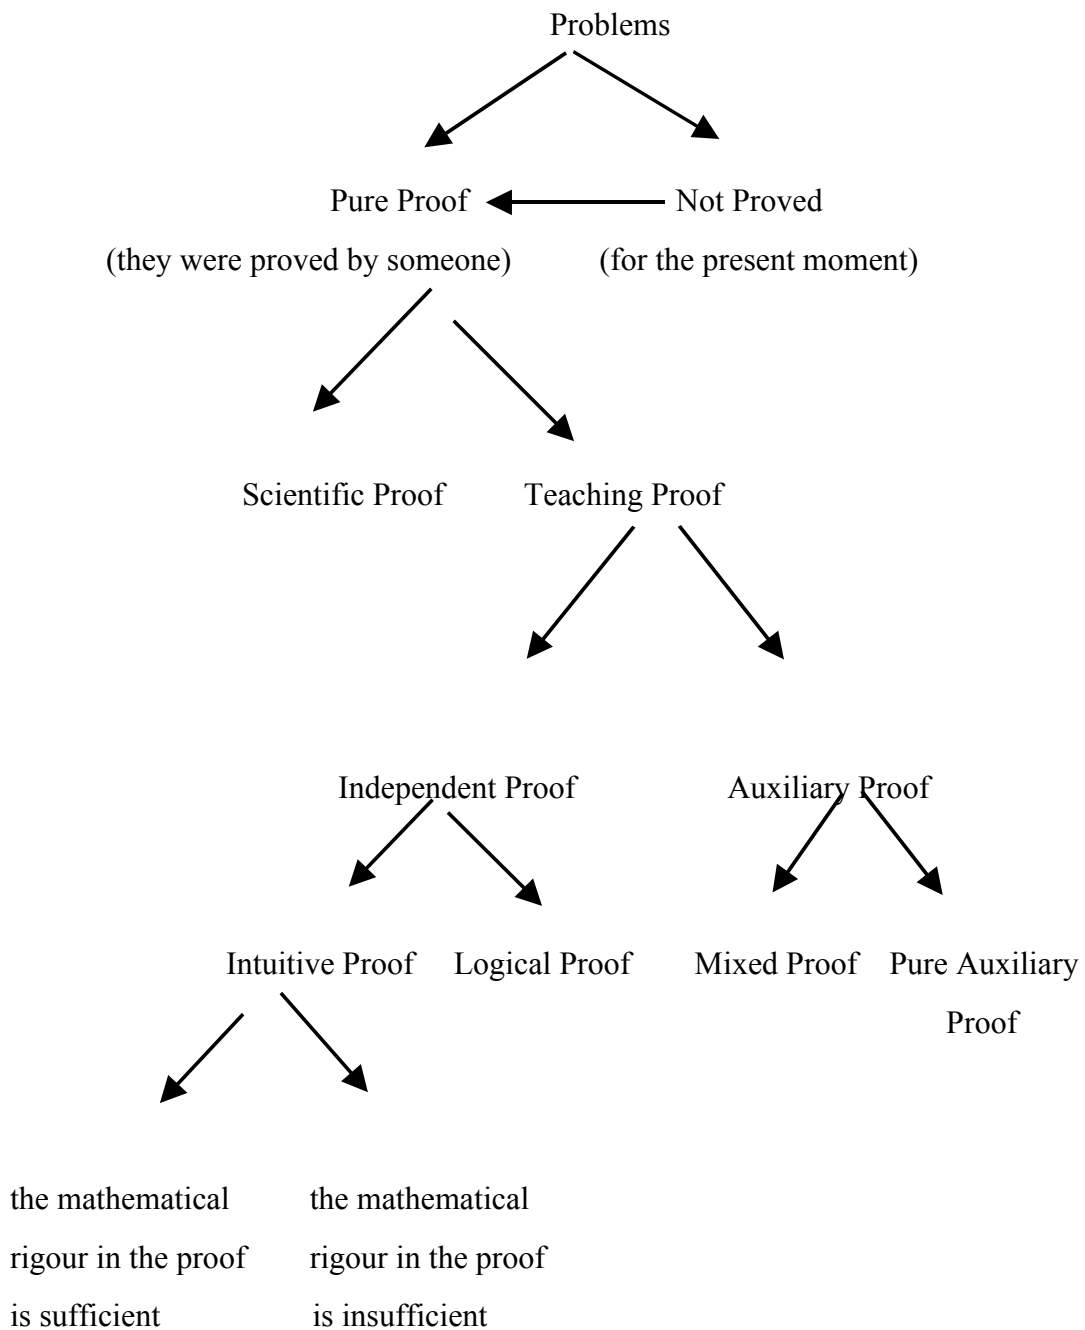 Problems
Pure Proof Not Proved
(they were proved by someone) (for the present moment)
Scientific Proof Teaching Proof
Independent Proof Auxiliary Proof
Intuitive Proof Logical Proof Mixed Proof Pure Auxiliary
Proof
the mathematical the mathematical
rigour in the proof rigour in the proof
is sufficient is insufficient